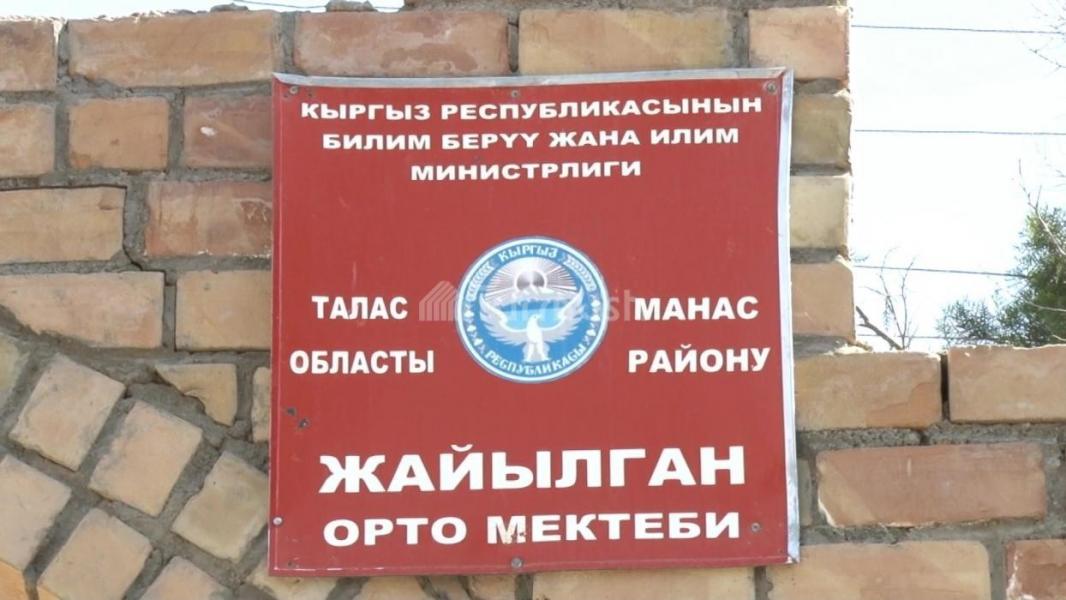 КЫРГЫЗ РЕСПУБЛИКАСЫНЫН
БИЛИМ БЕРҮҮ ЖАНА ИЛИМ
МИНИСТРЛИГИ
КЫРГЫЗ
РЕСПУБЛИКАСЫ
ТАЛАС
ОБЛАСТЫ
МАНАС
РАЙОНУ
ЖАЙЫЛГАН
ОРТО МЕКТЕБИ